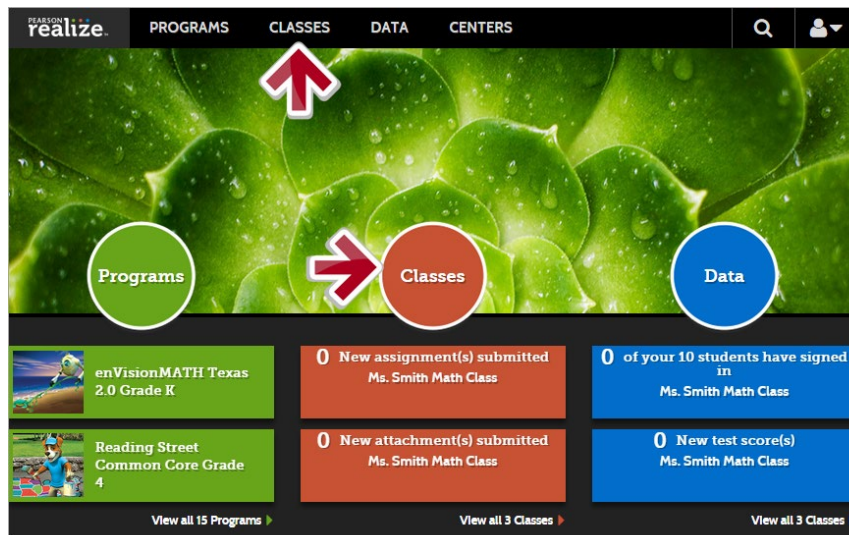 PEARSON
realize™ PROGRAMS CLASSES DATA CENTERS
Programs
Classes
Data
enVisionMATH Texas
2.0 Grade K
Reading Street
Common Core Grade
4
View all 15 Programs
0 New assignment(s) submitted
Ms. Smith Math Class
0 New attachment(s) submitted
Ms. Smith Math Class
View all 3 Classes
0 of your 10 students have signed
in
Ms. Smith Math Class
0 New test score(s)
Ms. Smith Math Class
View all 3 Classes